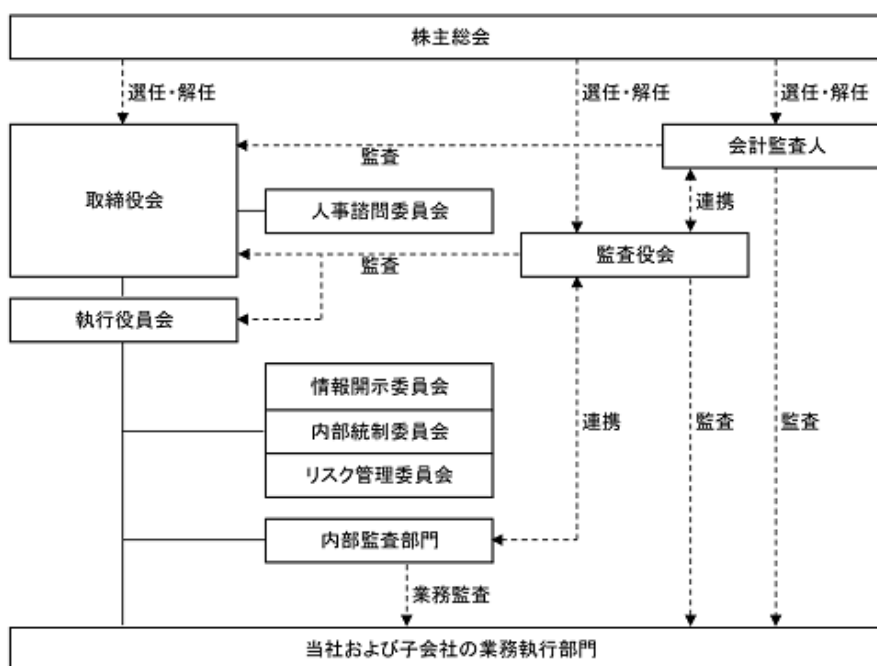 株主総会
選任・解任
選任・解任
選任・解任
会計監査人
監査
取締役会
人事諮問委員会
連携
監査役会
監査
執行役員会
情報開示委員会
内部統制委員会
連携
監査
監査
リスク管理委員会
内部監査部門
業務監査
当社および子会社の業務執行部門